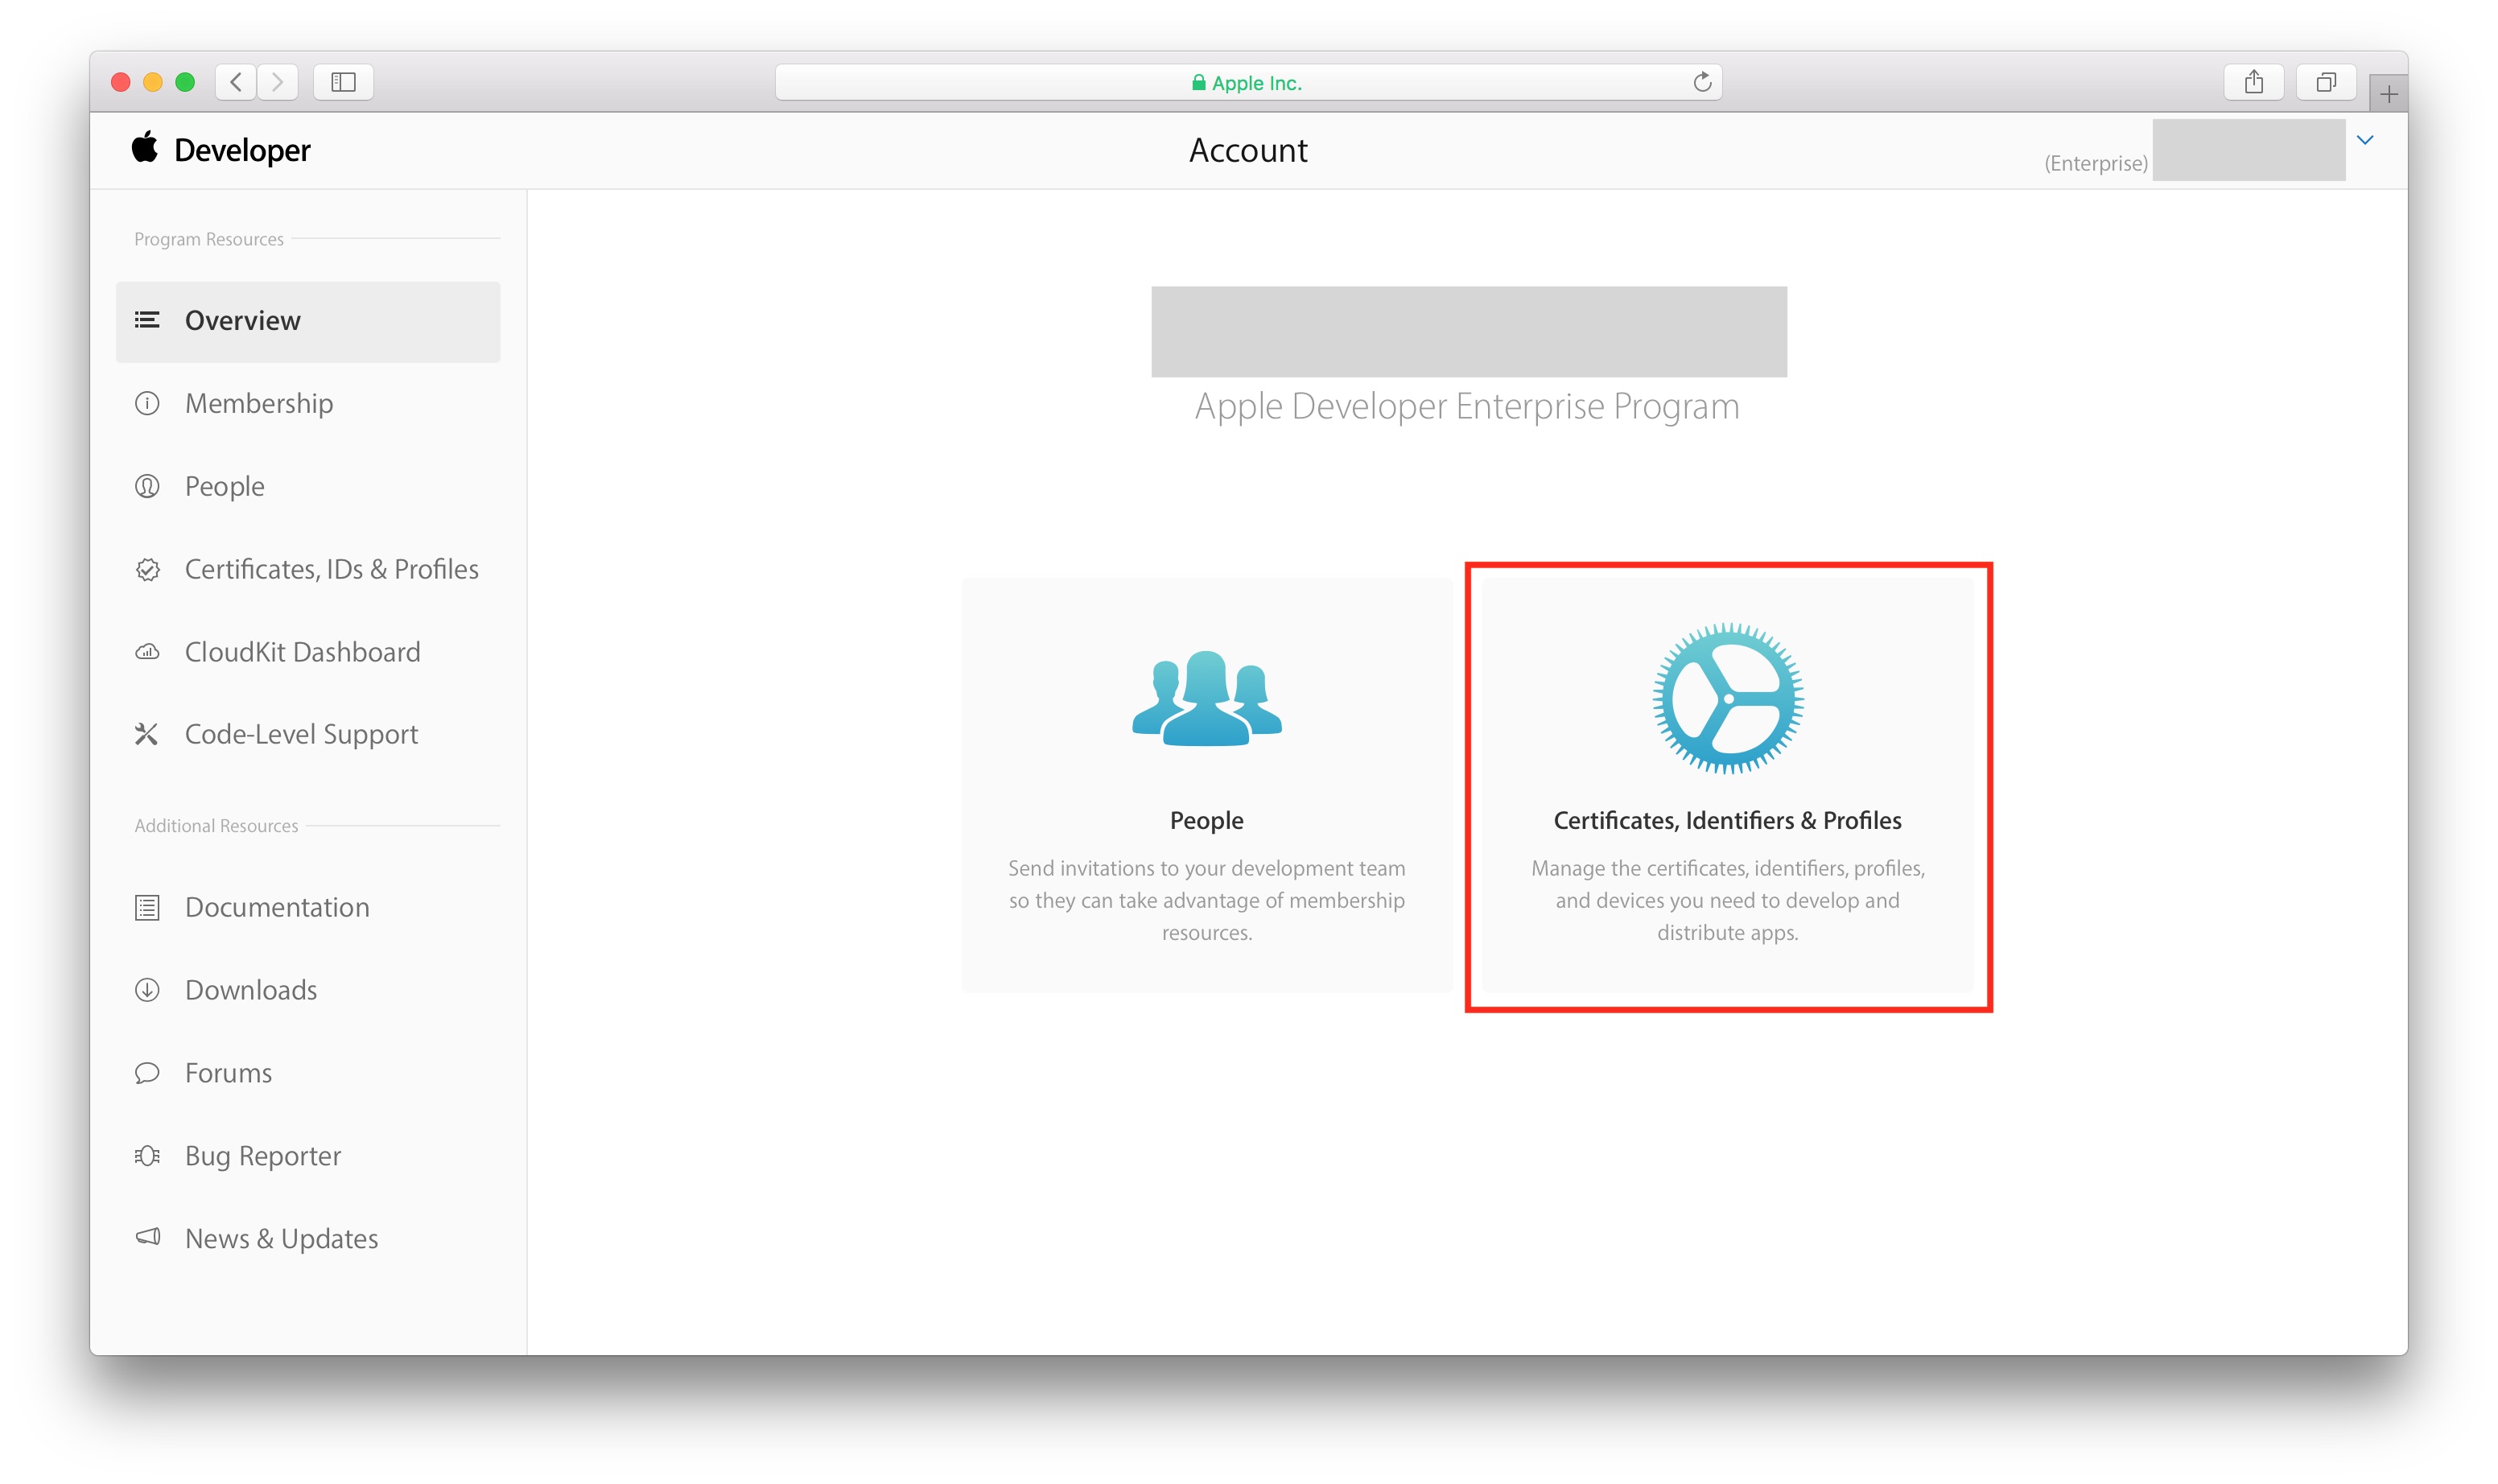 Apple Inc.
Developer
Account
(Enterprise)
Program Resources
Overview
Membership
People
Certificates, IDs & Profiles
CloudKit Dashboard
Code-Level Support
Additional Resources
Documentation
Downloads
Forums
Bug Reporter
News & Updates
Apple Developer Enterprise Program
People
Send invitations to your development team
so they can take advantage of membership
resources.
Certificates, Identifiers & Profiles
Manage the certificates, identifiers, profiles,
and devices you need to develop and
distribute apps.